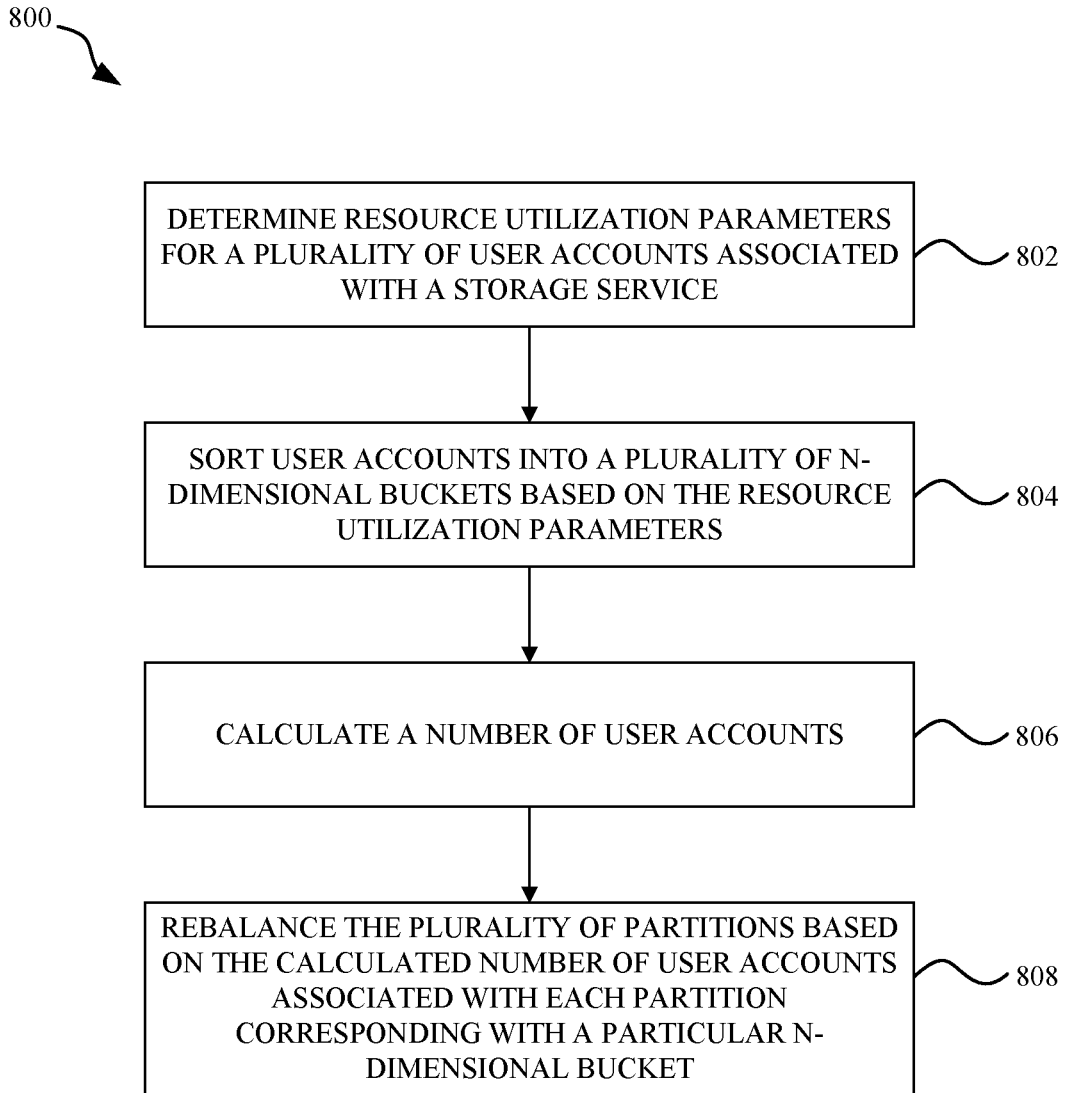 800
DETERMINE RESOURCE UTILIZATION PARAMETERS
FOR A PLURALITY OF USER ACCOUNTS ASSOCIATED
WITH A STORAGE SERVICE
802
SORT USER ACCOUNTS INTO A PLURALITY OF N-
DIMENSIONAL BUCKETS BASED ON THE RESOURCE
UTILIZATION PARAMETERS
804
CALCULATE A NUMBER OF USER ACCOUNTS
806
REBALANCE THE PLURALITY OF PARTITIONS BASED
ON THE CALCULATED NUMBER OF USER ACCOUNTS
ASSOCIATED WITH EACH PARTITION
CORRESPONDING WITH A PARTICULAR N-
DIMENSIONAL BUCKET
808